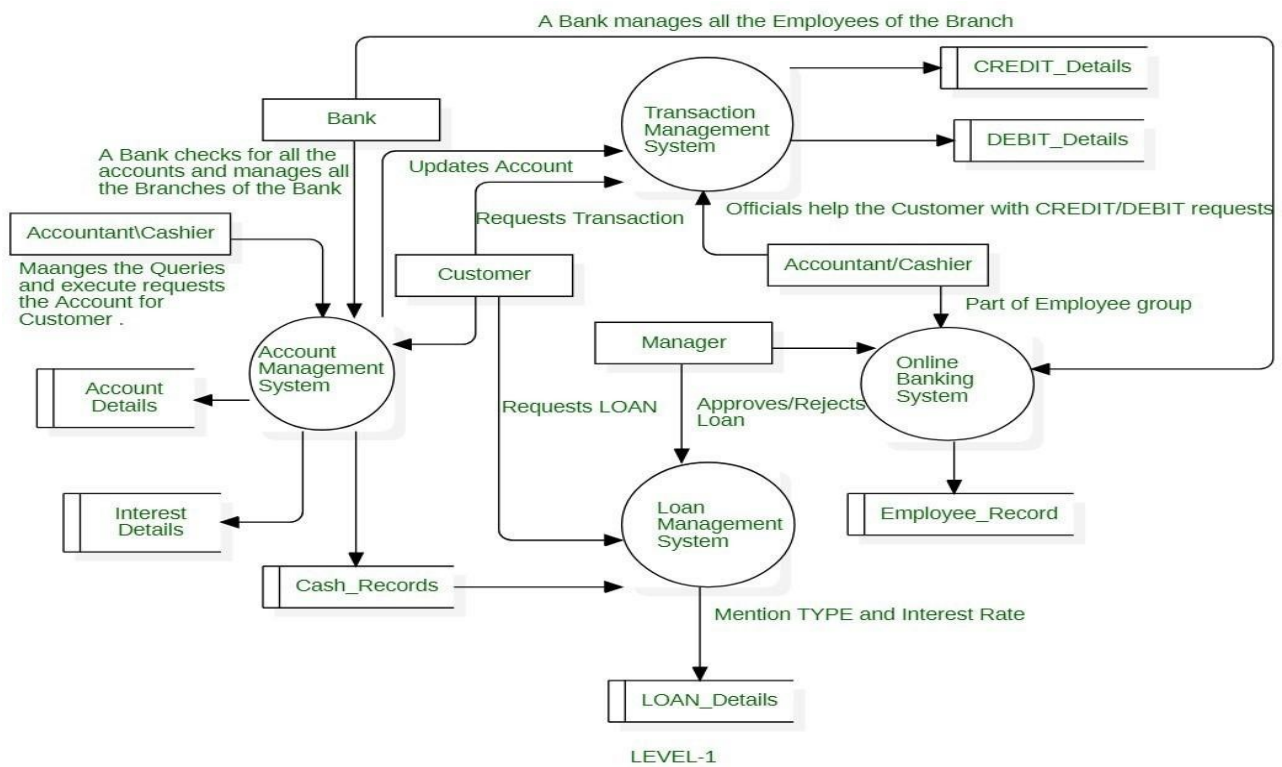 A Bank manages all the Employees of the Branch
CREDIT_Details
Bank
Transaction
Management
System
DEBIT_Details
A Bank checks for all the
accounts and manages all
the Branches of the Bank
Updates Account
Requests Transaction
Officials help the Customer with CREDIT/DEBIT requests
Accountant\Cashier
Maanges the Queries
and execute requests
the Account for
Customer .
Customer
Accountant/Cashier
Part of Employee group
Manager
Account
Management
System
Online
Banking
System
Account
Details
Requests LOAN
Approves/Rejects
Loan
Interest
Details
Loan
Management
System
Employee_Record
Cash_Records
Mention TYPE and Interest Rate
LOAN_Details
LEVEL-1